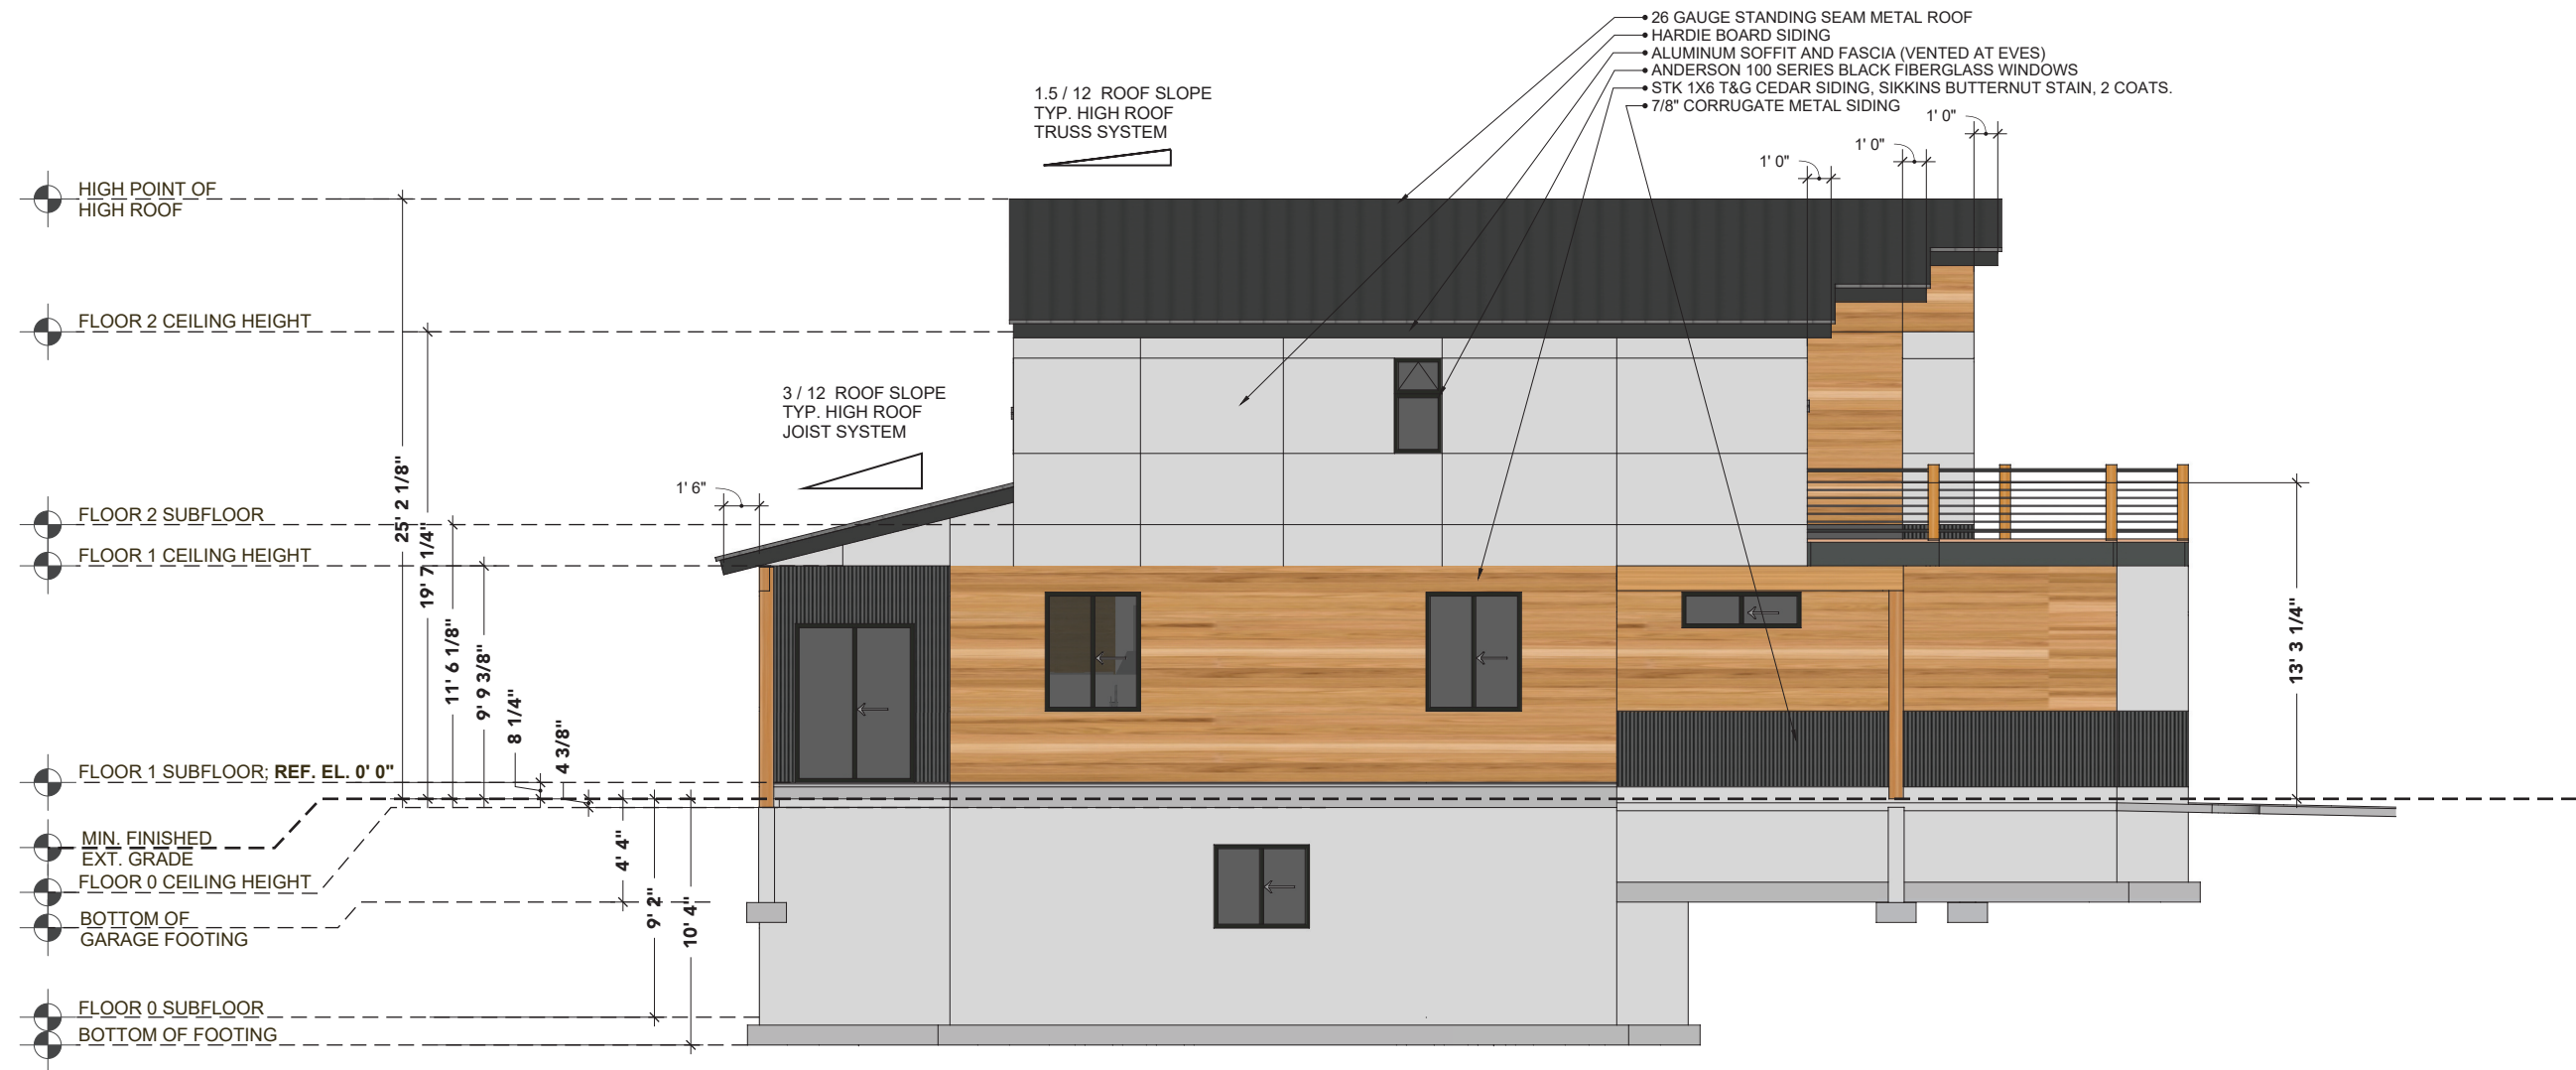 26 GAUGE STANDING SEAM METAL ROOF
HARDIE BOARD SIDING
ALUMINUM SOFFIT AND FASCIA (VENTED AT EVES)
ANDERSON 100 SERIES BLACK FIBERGLASS WINDOWS
STK 1X6 T&G CEDAR SIDING, SIKKINS BUTTERNUT STAIN, 2 COATS.
7/8" CORRUGATE METAL SIDING
1.5 / 12 ROOF SLOPE
TYP. HIGH ROOF
TRUSS SYSTEM
1' 0"
1' 0"
1' 0"
HIGH POINT OF
HIGH ROOF
FLOOR 2 CEILING HEIGHT
3 / 12 ROOF SLOPE
TYP. HIGH ROOF
JOIST SYSTEM
1' 6"
FLOOR 2 SUBFLOOR
FLOOR 1 CEILING HEIGHT
25' 2 1/8"
19' 7 1/4"
11' 6 1/8"
9' 9 3/8"
8 1/4"
4 3/8"
13' 3 1/4"
FLOOR 1 SUBFLOOR; REF. EL. 0' 0"
MIN. FINISHED
EXT. GRADE
FLOOR 0 CEILING HEIGHT
BOTTOM OF
GARAGE FOOTING
4' 4"
9' 2"
10' 4"
FLOOR 0 SUBFLOOR
BOTTOM OF FOOTING